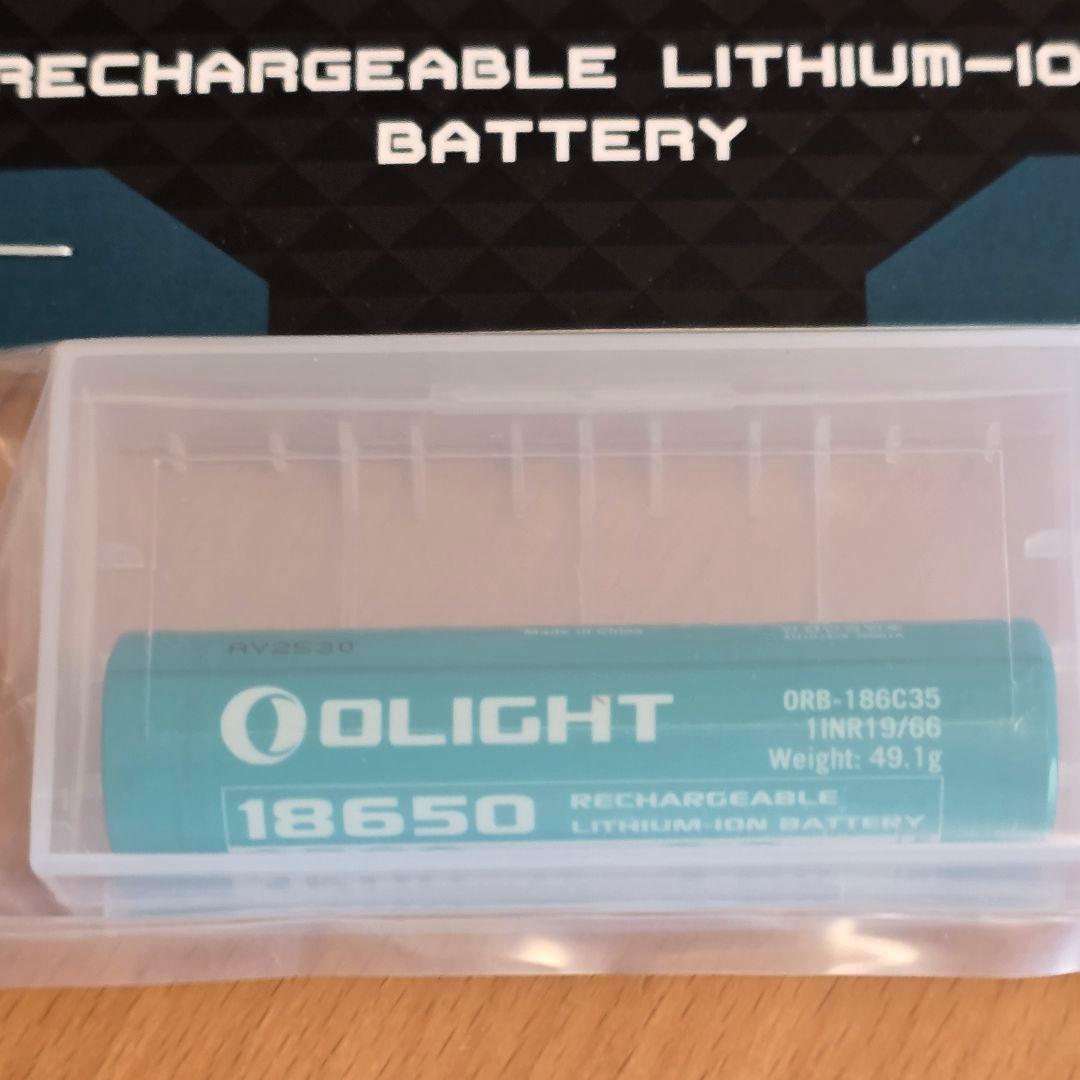 RECHARGEABLE LITHIUM-IO
BATTERY
Made in China
AY2530
OLIGHT
ORB-186C35
1INR19/66
Weight: 49.1g
18650
RECHARGEABLE
LITHIUM-ION BATTERY